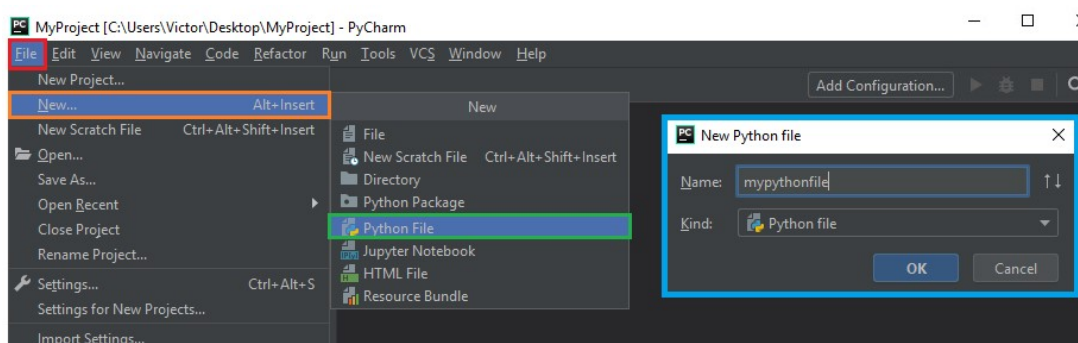 PC MyProject [C:\Users\Victor\Desktop\MyProject] - PyCharm
File Edit View Navigate Code Refactor Run Tools VCS Window Help
Add Configuration...
New Project...
New... Alt+Insert
New Scratch File Ctrl+Alt+Shift+Insert
Open...
Save As...
Open Recent
Close Project
Rename Project...
Settings... Ctrl+Alt+S
Settings for New Projects...
Import Settings...
New
File
New Scratch File Ctrl+Alt+Shift+Insert
Directory
Python Package
Python File
Jupyter Notebook
HTML File
Resource Bundle
PC New Python file
Name: mypythonfile
Kind: Python file
OK Cancel